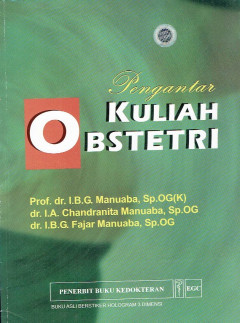 Pengantar
KULIAH
OBSTETRI
Prof. dr. I.B.G. Manuaba, Sp.OG(K)
dr. I.A. Chandranita Manuaba, Sp.OG
dr. I.B.G. Fajar Manuaba, Sp.OG
PENERBIT BUKU KEDOKTERAN EGC
BUKU ASLI BERSTIKER HOLOGRAM 3 DIMENSI